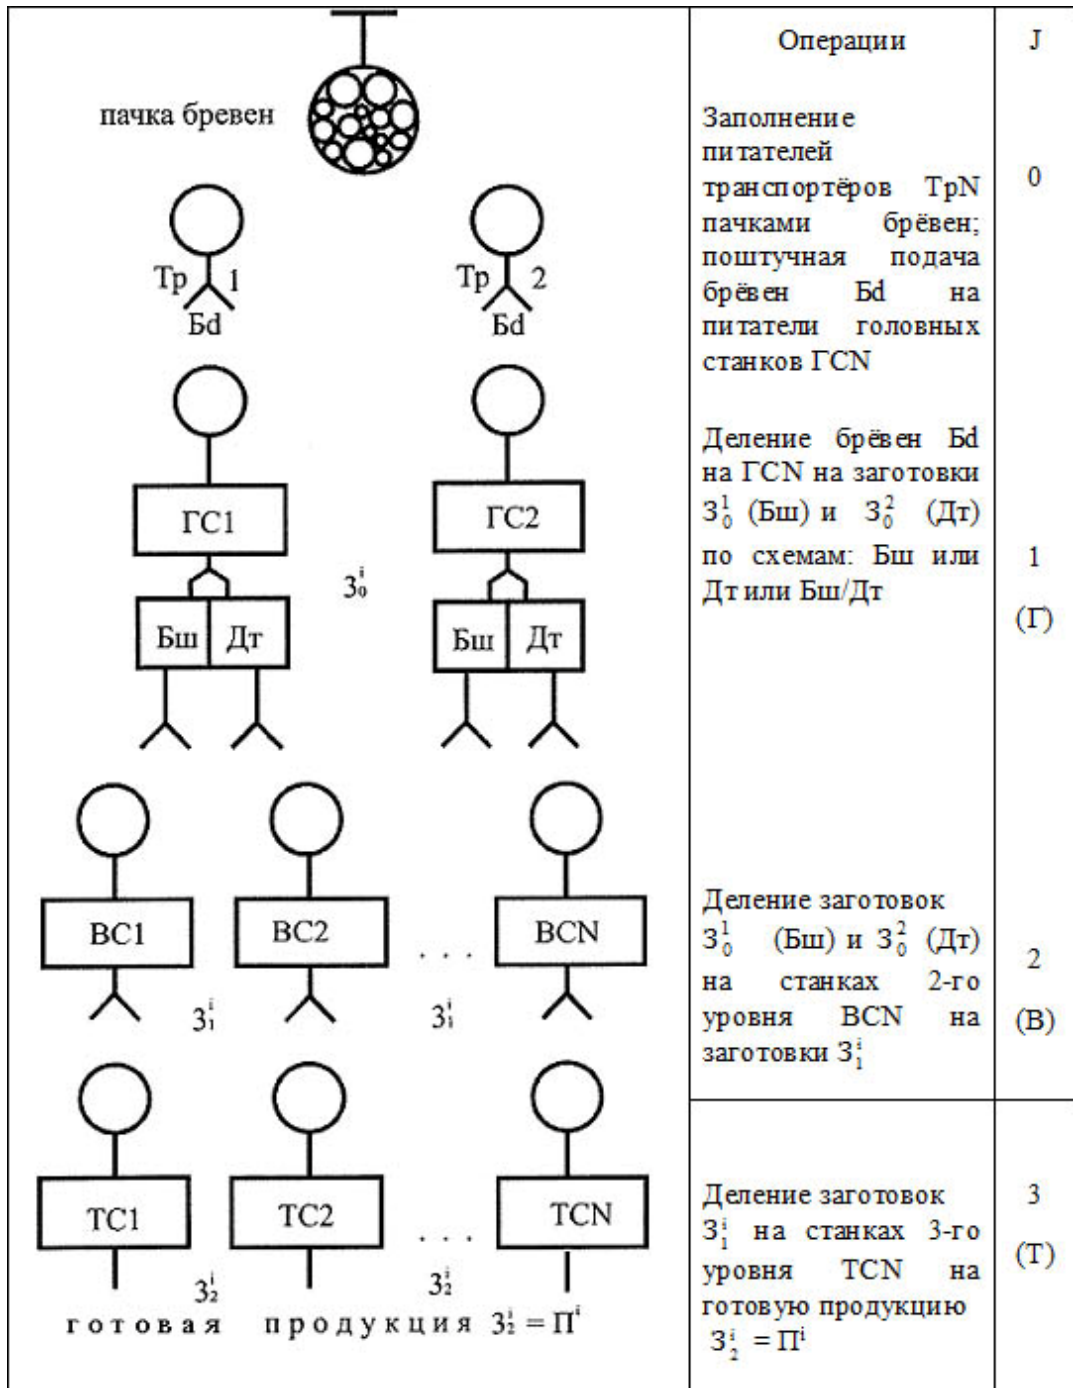 пачка бревен
Тр 1
Бd
Тр 2
Бd
ГС1
ГС2
З₀ⁱ
Бш Дт
Бш Дт
ВС1
ВС2
. . .
ВСN
З₁ⁱ
З₁ⁱ
ТС1
ТС2
. . .
ТСN
З₂ⁱ
З₂ⁱ
готовая продукция З₂ⁱ = Пⁱ
Операции
J
Заполнение
питателей
транспортёров ТрN
пачками брёвен;
поштучная подача
брёвен Бd на
питатели головных
станков ГСN
0
Деление брёвен Бd
на ГСN на заготовки
З₀¹ (Бш) и З₀² (Дт)
по схемам: Бш или
Дт или Бш/Дт
1
(Г)
Деление заготовок
З₀¹ (Бш) и З₀² (Дт)
на станках 2-го
уровня ВСN на
заготовки З₁ⁱ
2
(В)
Деление заготовок
З₁ⁱ на станках 3-го
уровня ТСN на
готовую продукцию
З₂ⁱ = Пⁱ
3
(Т)